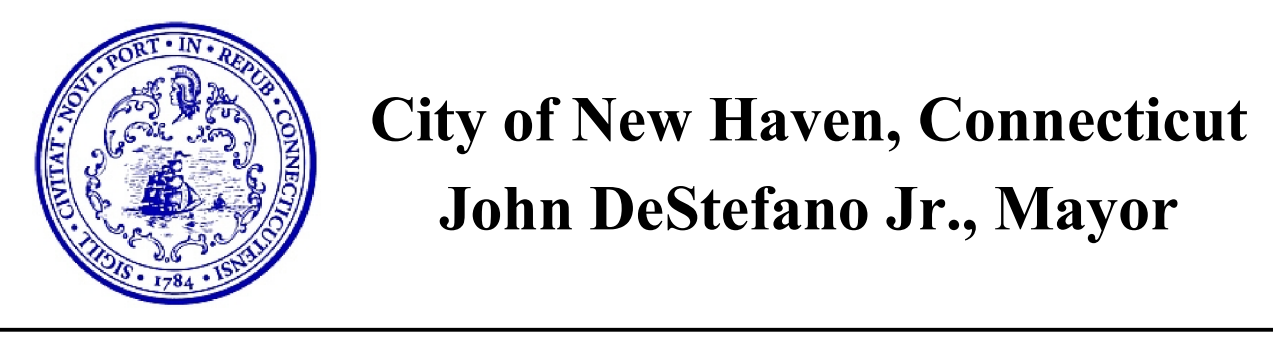 SIGILL · CIVITAT · NOVI · PORT · IN · REPUB · CONNECTICUTENSI · 1784 ·
City of New Haven, Connecticut
John DeStefano Jr., Mayor